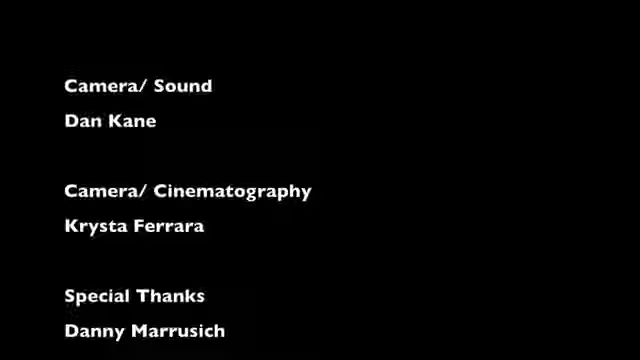 Camera/ Sound
Dan Kane
Camera/ Cinematography
Krysta Ferrara
Special Thanks
Danny Marrusich